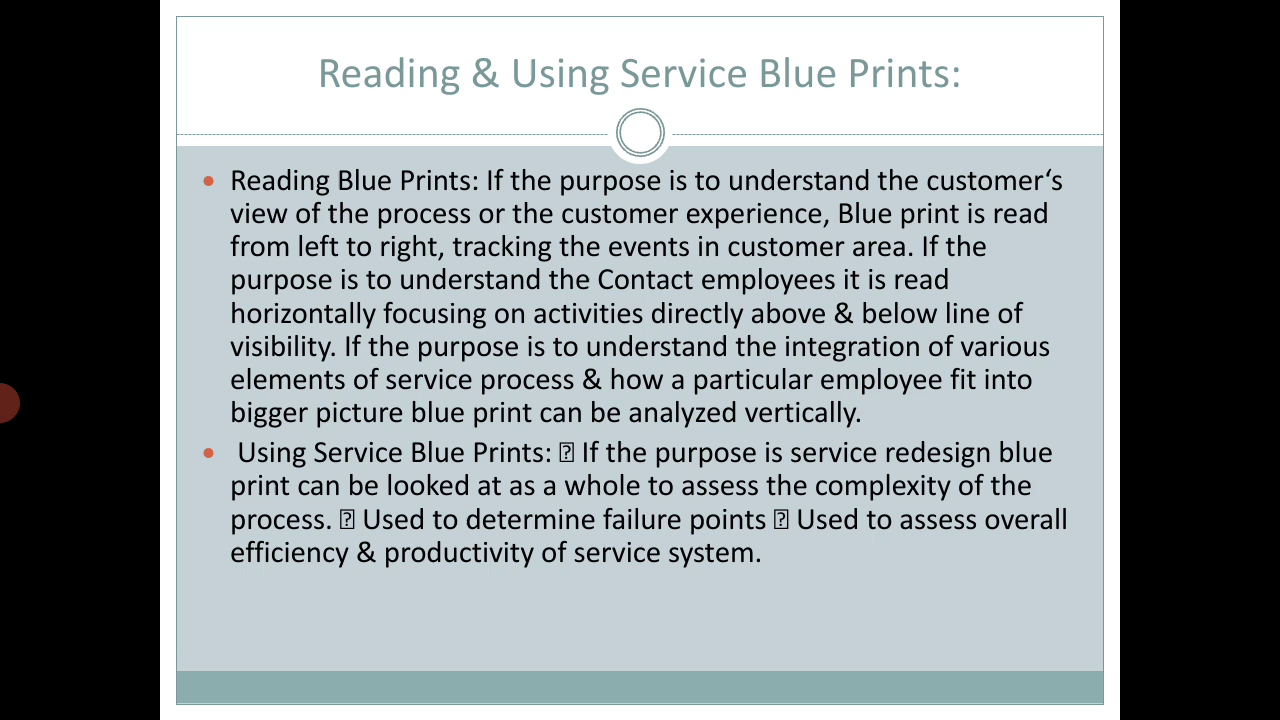 Reading & Using Service Blue Prints:
• Reading Blue Prints: If the purpose is to understand the customer‘s
view of the process or the customer experience, Blue print is read
from left to right, tracking the events in customer area. If the
purpose is to understand the Contact employees it is read
horizontally focusing on activities directly above & below line of
visibility. If the purpose is to understand the integration of various
elements of service process & how a particular employee fit into
bigger picture blue print can be analyzed vertically.
• Using Service Blue Prints: ⍰ If the purpose is service redesign blue
print can be looked at as a whole to assess the complexity of the
process. ⍰ Used to determine failure points ⍰ Used to assess overall
efficiency & productivity of service system.